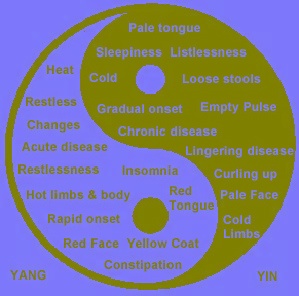 Pale tongue
Sleepiness Listlessness
Heat
Cold
Loose stools
Restless
Gradual onset
Empty Pulse
Changes
Chronic disease
Acute disease
Lingering disease
Restlessness
Insomnia
Curling up
Hot limbs & body
Red
Tongue
Pale Face
Rapid onset
Cold
Limbs
Red Face Yellow Coat
Constipation
YANG
YIN